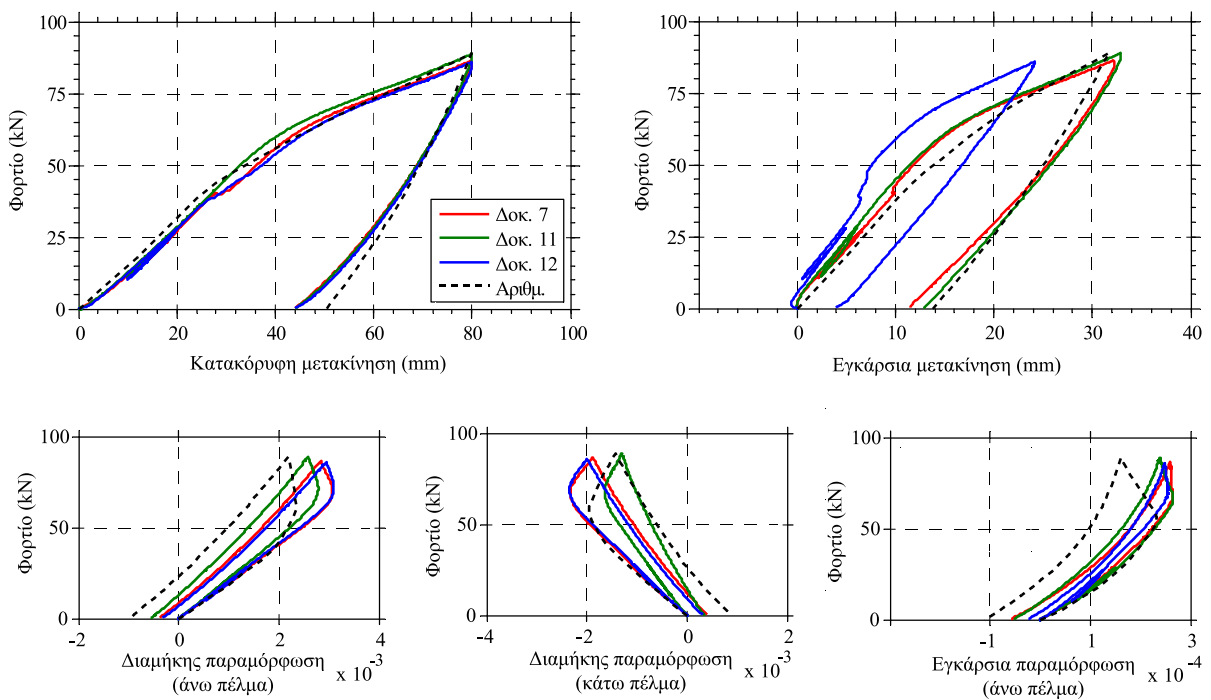 100
75
50
25
0
Φορτίο (kN)
0 20 40 60 80 100
Κατακόρυφη μετακίνηση (mm)
Δοκ. 7
Δοκ. 11
Δοκ. 12
Αριθμ.
100
75
50
25
0
Φορτίο (kN)
0 10 20 30 40
Εγκάρσια μετακίνηση (mm)
100
50
0
Φορτίο (kN)
-2 0 2 4
Διαμήκης παραμόρφωση
(άνω πέλμα)
x 10-3
100
50
0
Φορτίο (kN)
-4 -2 0 2
Διαμήκης παραμόρφωση
(κάτω πέλμα)
x 10-3
100
50
0
Φορτίο (kN)
-1 1 3
Εγκάρσια παραμόρφωση
(άνω πέλμα)
x 10-4